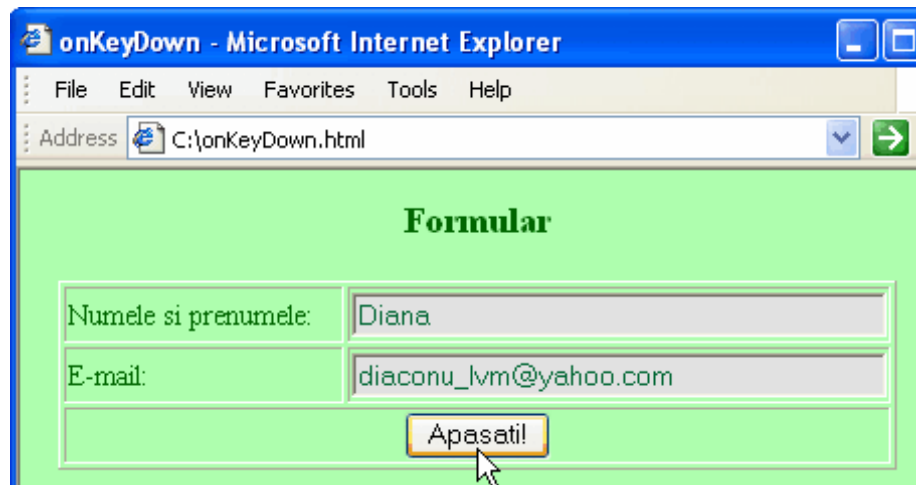 onKeyDown - Microsoft Internet Explorer
File Edit View Favorites Tools Help
Address C:\onKeyDown.html
Formular
Numele si prenumele: Diana
E-mail: diaconu_lvm@yahoo.com
Apasati!